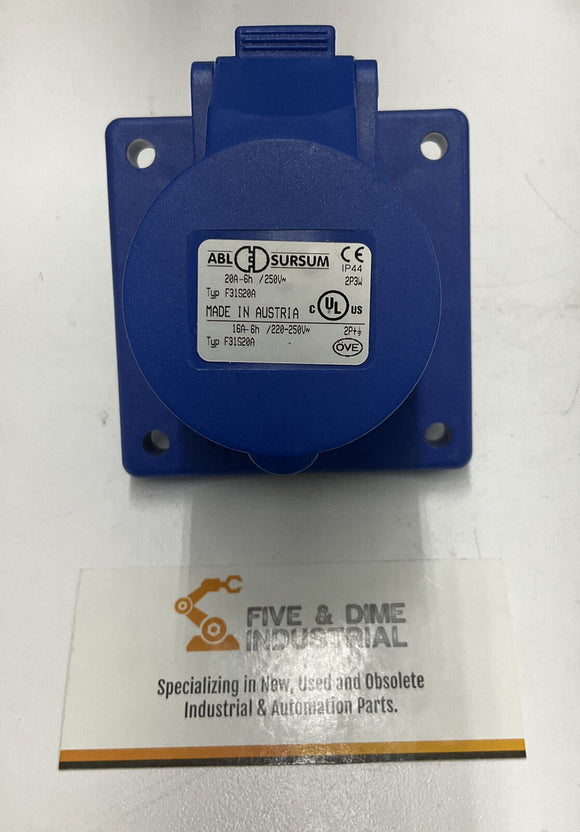 ABL SURSUM CE
IP44
20A-6h /250V~ 2P3W
Typ F31S20A
MADE IN AUSTRIA c UL us
16A-6h /220-250V~ 2P+⏚
Typ F31S20A
ÖVE
FIVE & DIME
INDUSTRIAL
Specializing in New, Used and Obsolete
Industrial & Automation Parts.